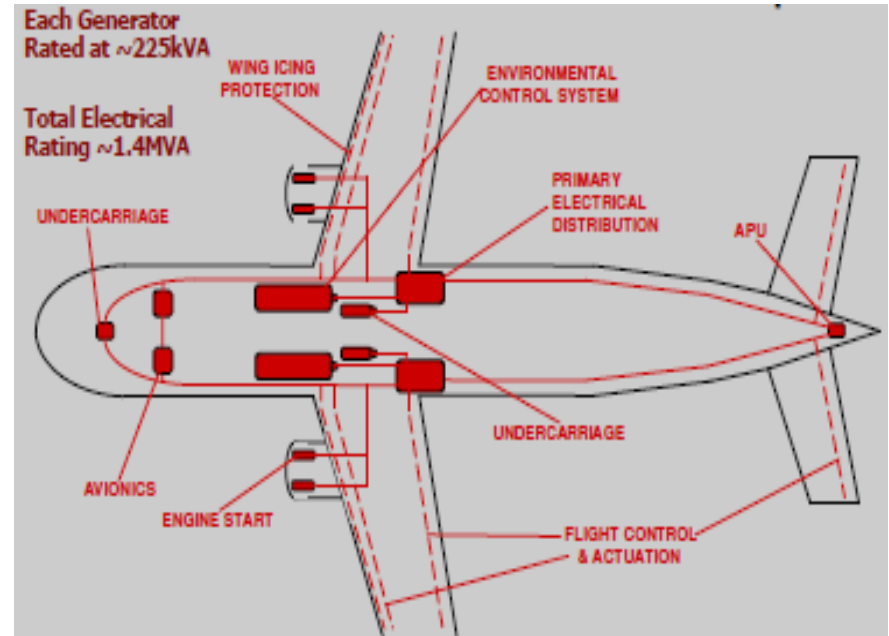 Each Generator
Rated at ~225kVA
Total Electrical
Rating ~1.4MVA
WING ICING
PROTECTION
ENVIRONMENTAL
CONTROL SYSTEM
UNDERCARRIAGE
PRIMARY
ELECTRICAL
DISTRIBUTION
APU
AVIONICS
ENGINE START
UNDERCARRIAGE
FLIGHT CONTROL
& ACTUATION